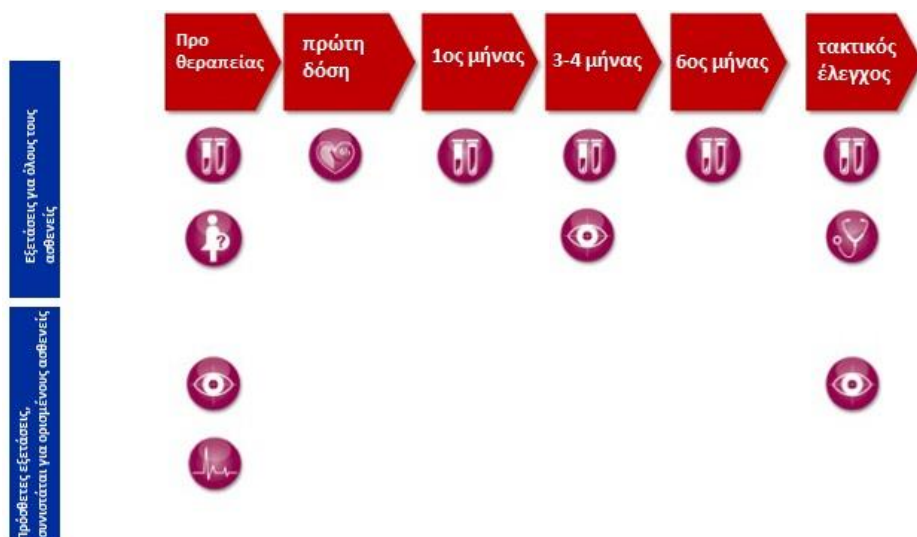 Προ
θεραπείας
πρώτη
δόση
1ος μήνας
3-4 μήνας
6ος μήνας
τακτικός
έλεγχος
Εξετάσεις για όλους τους
ασθενείς
Πρόσθετες εξετάσεις,
συνιστάται για ορισμένους ασθενείς
?
6h